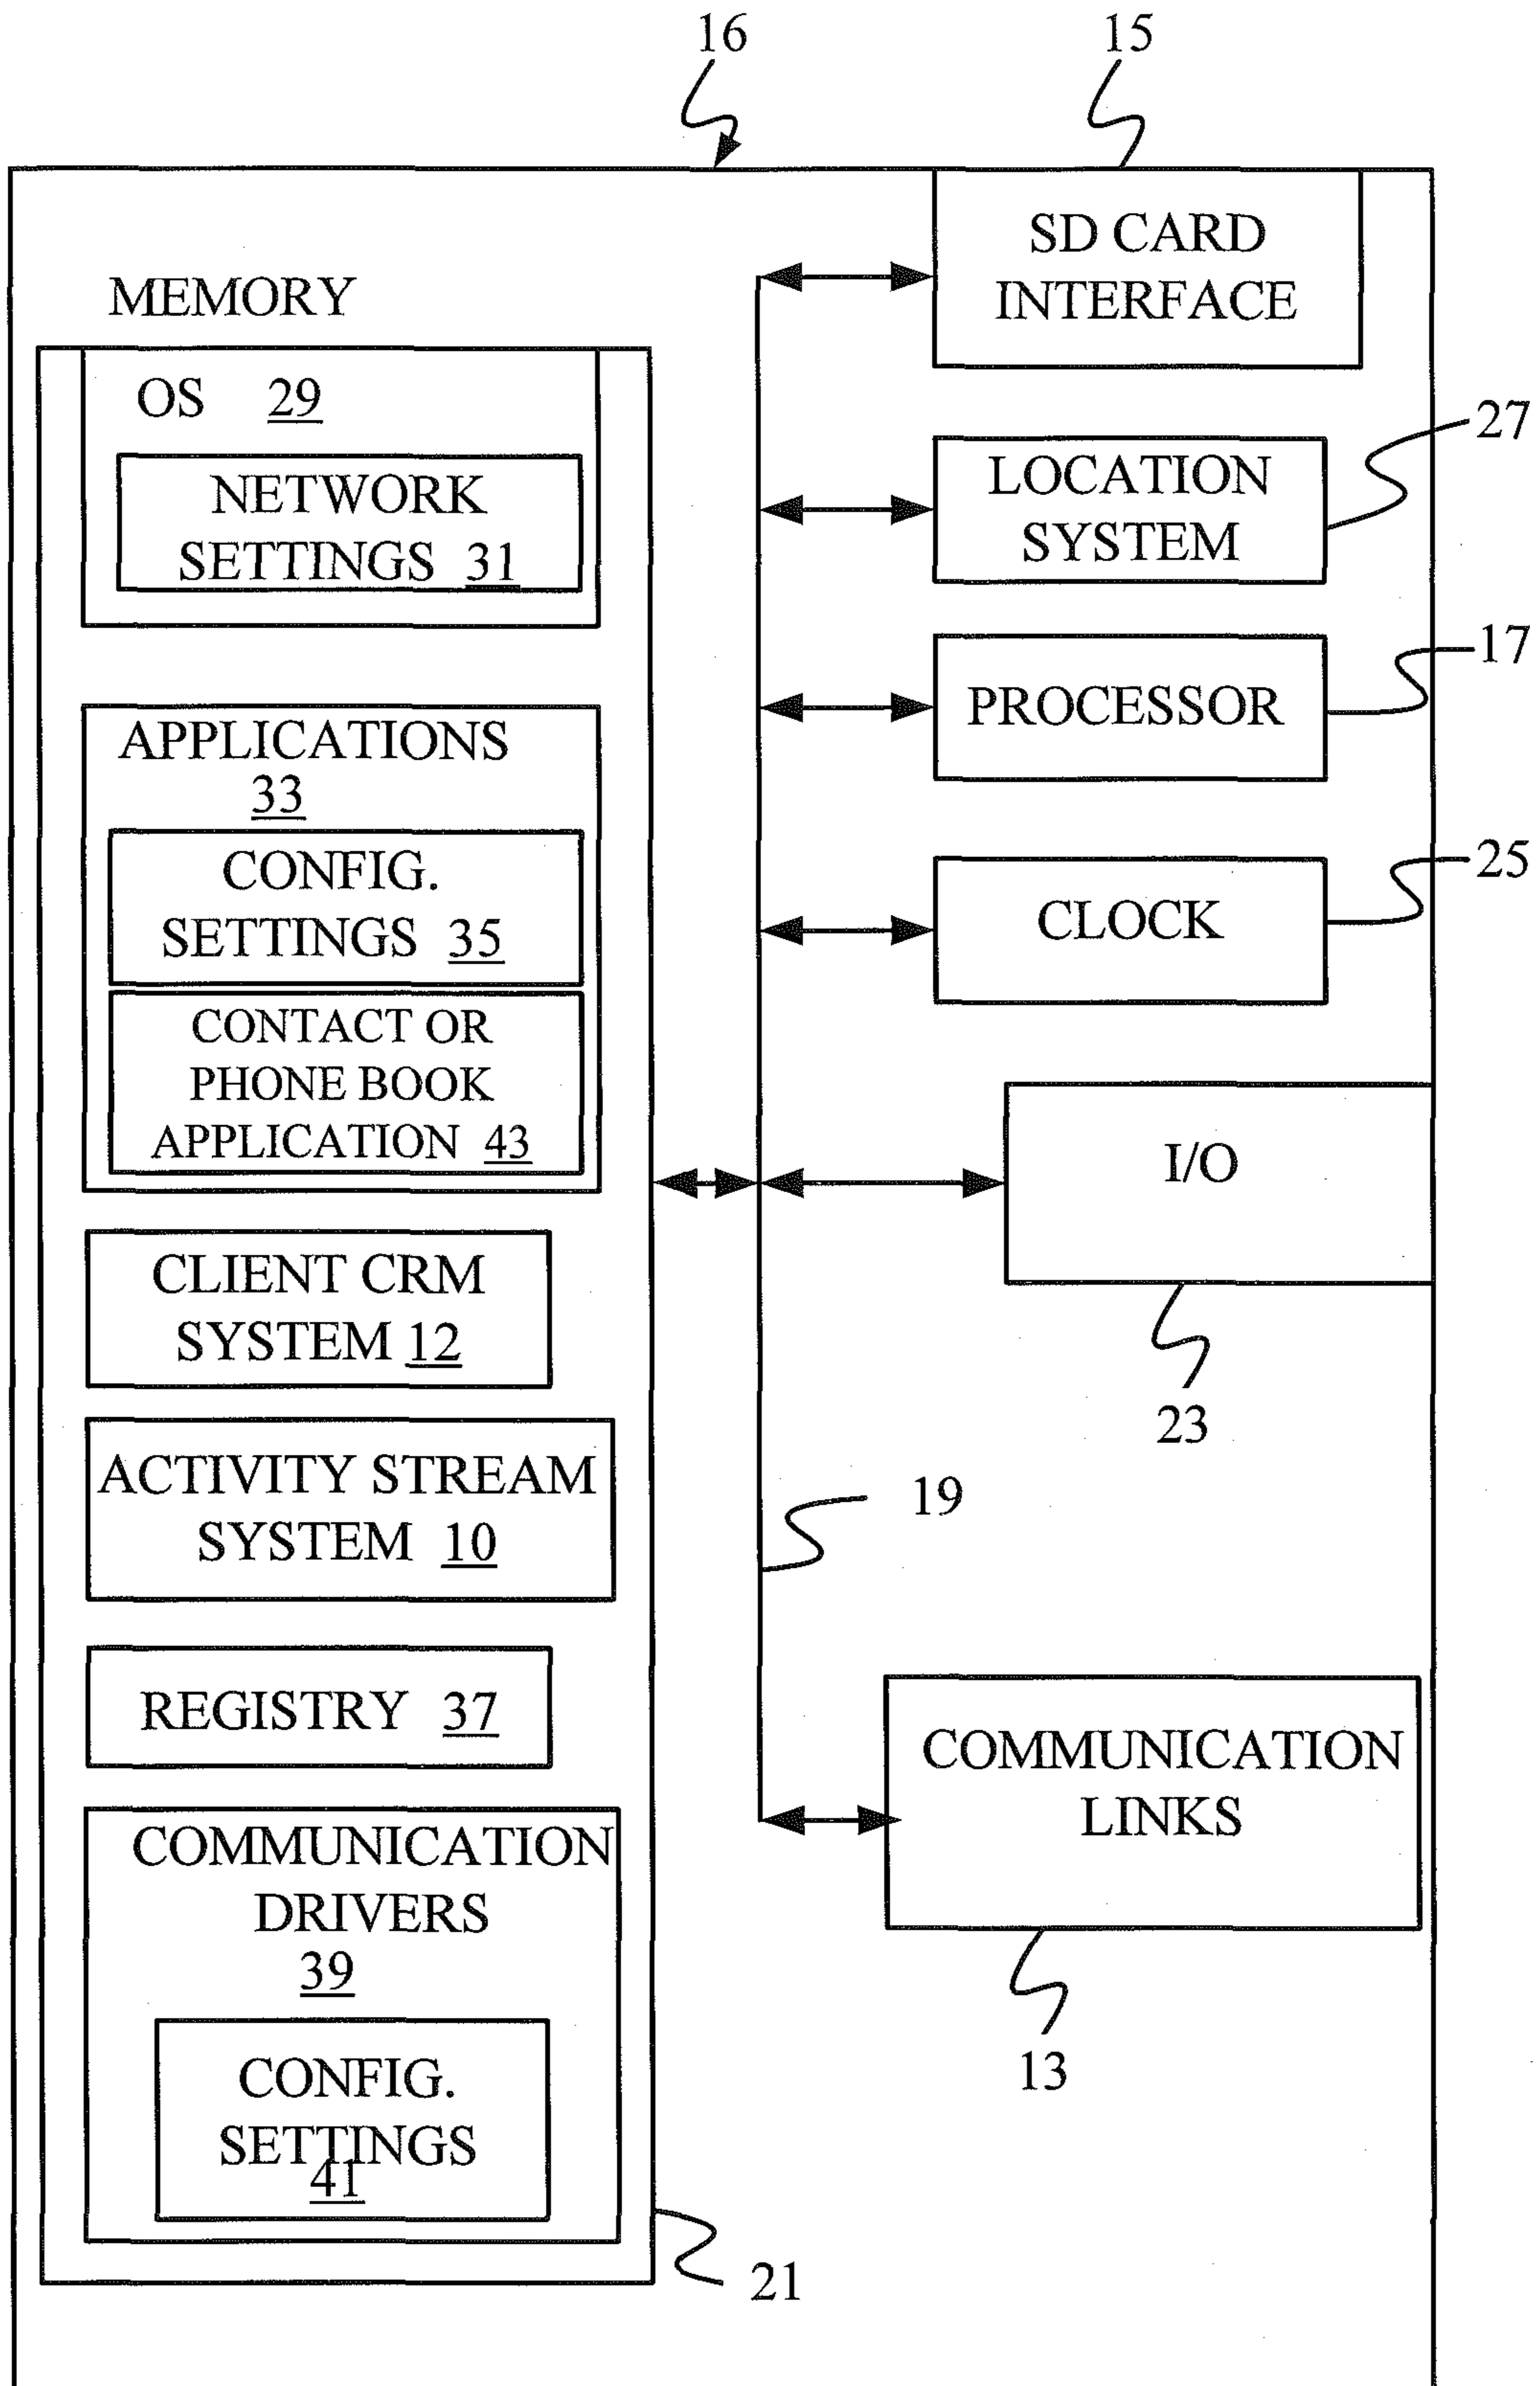 16
15
MEMORY
OS 29
NETWORK
SETTINGS 31
APPLICATIONS
33
CONFIG.
SETTINGS 35
CONTACT OR
PHONE BOOK
APPLICATION 43
CLIENT CRM
SYSTEM 12
ACTIVITY STREAM
SYSTEM 10
REGISTRY 37
COMMUNICATION
DRIVERS
39
CONFIG.
SETTINGS
41
21
SD CARD
INTERFACE
LOCATION
SYSTEM
27
PROCESSOR
17
CLOCK
25
I/O
23
19
COMMUNICATION
LINKS
13